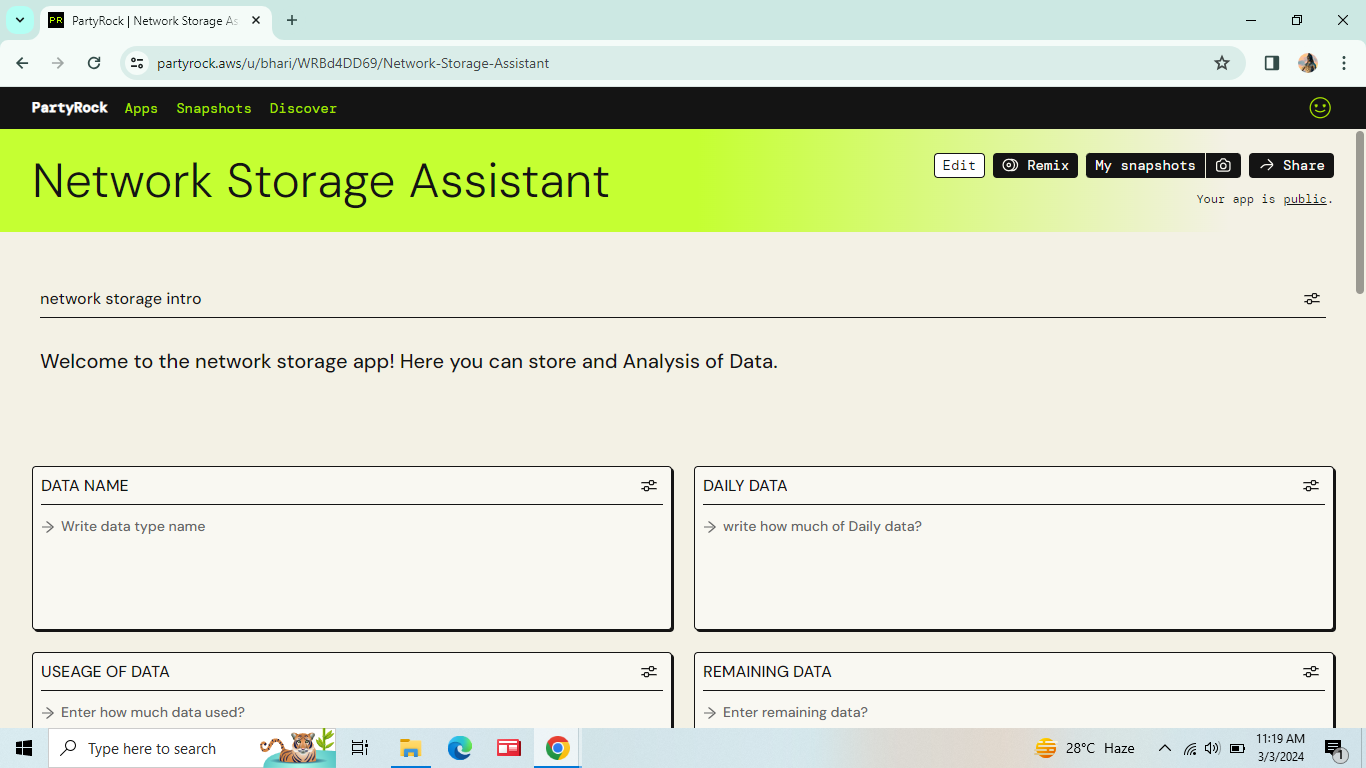 PR PartyRock | Network Storage As
partyrock.aws/u/bhari/WRBd4DD69/Network-Storage-Assistant
PartyRock Apps Snapshots Discover
Network Storage Assistant
Edit Remix My snapshots Share
Your app is public.
network storage intro
Welcome to the network storage app! Here you can store and Analysis of Data.
DATA NAME
Write data type name
DAILY DATA
write how much of Daily data?
USEAGE OF DATA
Enter how much data used?
REMAINING DATA
Enter remaining data?
Type here to search
28°C Haze
11:19 AM
3/3/2024
1